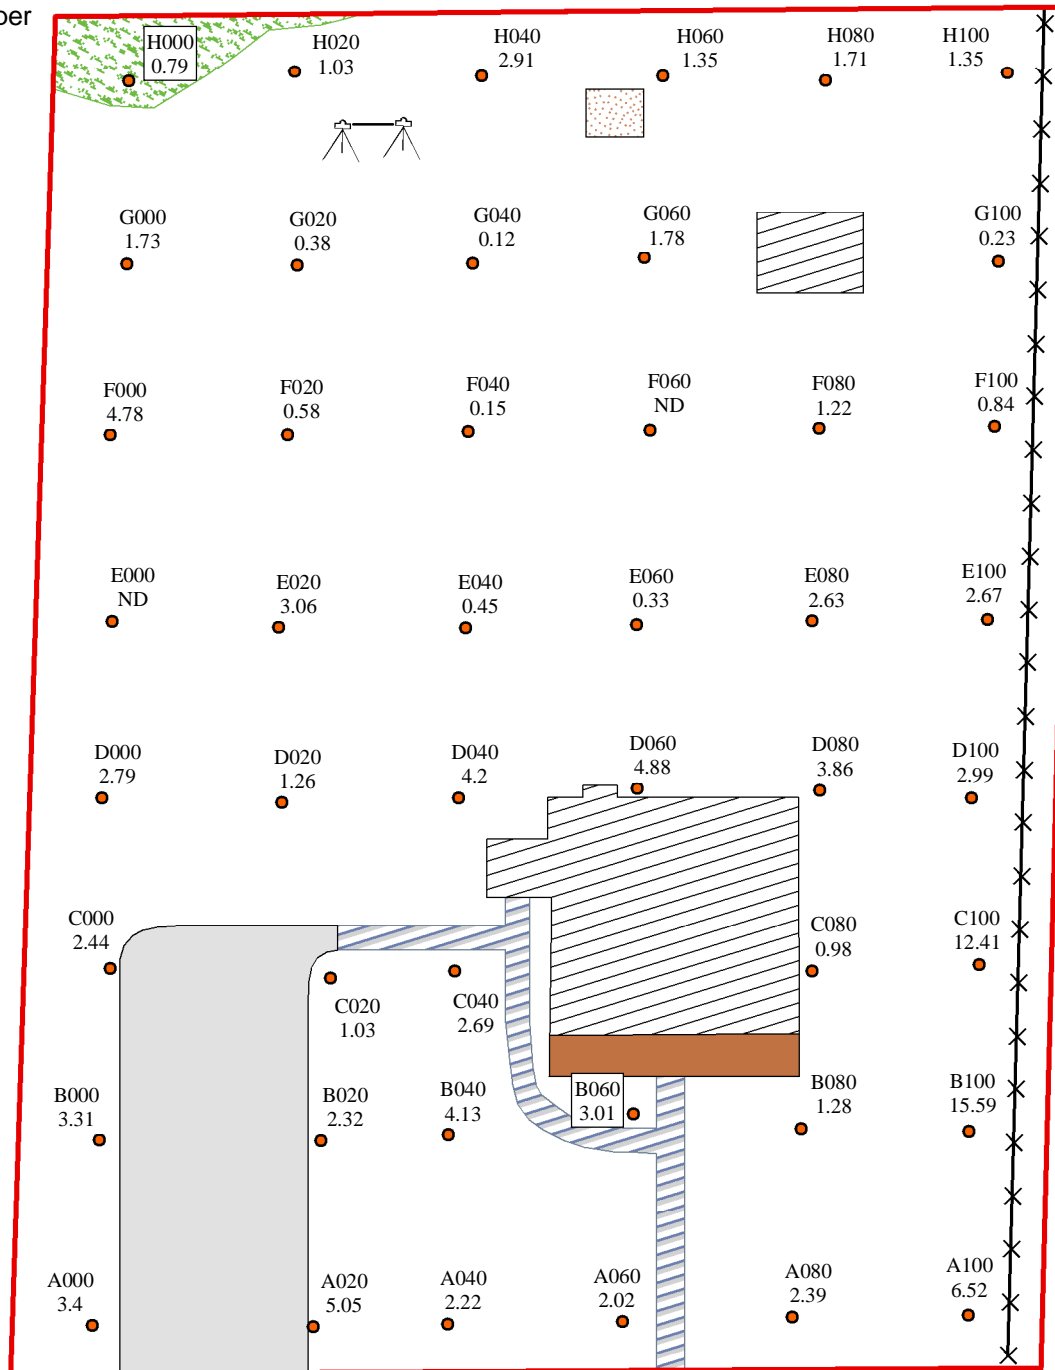 ber
H000
0.79
H020
1.03
H040
2.91
H060
1.35
H080
1.71
H100
1.35
G000
1.73
G020
0.38
G040
0.12
G060
1.78
G100
0.23
F000
4.78
F020
0.58
F040
0.15
F060
ND
F080
1.22
F100
0.84
E000
ND
E020
3.06
E040
0.45
E060
0.33
E080
2.63
E100
2.67
D000
2.79
D020
1.26
D040
4.2
D060
4.88
D080
3.86
D100
2.99
C000
2.44
C020
1.03
C040
2.69
C080
0.98
C100
12.41
B000
3.31
B020
2.32
B040
4.13
B060
3.01
B080
1.28
B100
15.59
A000
3.4
A020
5.05
A040
2.22
A060
2.02
A080
2.39
A100
6.52